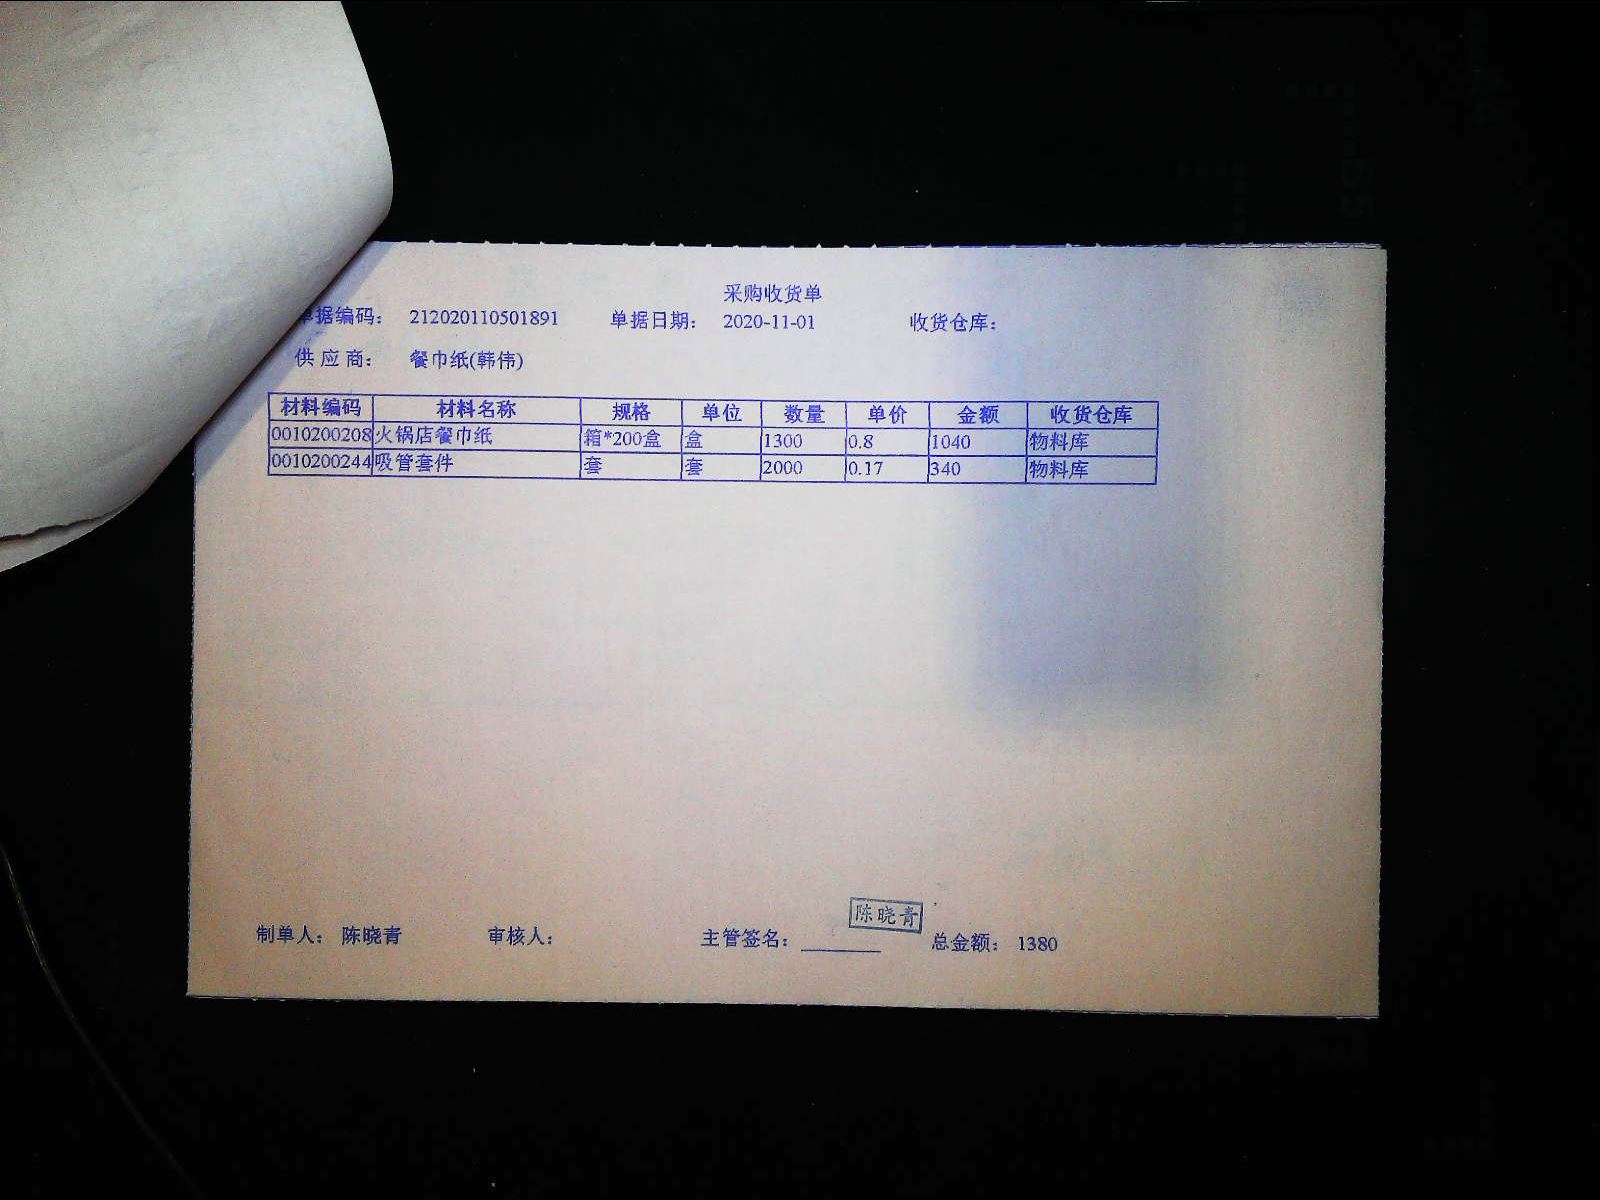 采购收货单
单据编码： 212020110501891 单据日期： 2020-11-01 收货仓库：
供应商： 餐巾纸(韩伟)
材料编码 材料名称 规格 单位 数量 单价 金额 收货仓库
0010200208 火锅店餐巾纸 箱*200盒 盒 1300 0.8 1040 物料库
0010200244 吸管套件 套 套 2000 0.17 340 物料库
陈晓青
制单人： 陈晓青 审核人： 主管签名： 总金额： 1380